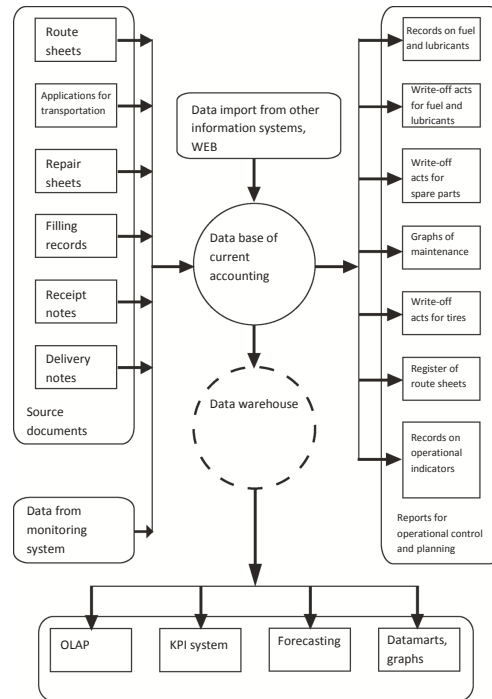 Route
sheets
Applications for
transportation
Repair
sheets
Filling
records
Receipt
notes
Delivery
notes
Source
documents
Data from
monitoring
system
Data import from other
information systems,
WEB
Data base of
current
accounting
Data warehouse
Records on fuel
and lubricants
Write-off acts
for fuel and
lubricants
Write-off
acts for
spare parts
Graphs of
maintenance
Write-off
acts for tires
Register of
route sheets
Records on
operational
indicators
Reports for
operational control
and planning
OLAP
KPI system
Forecasting
Datamarts,
graphs